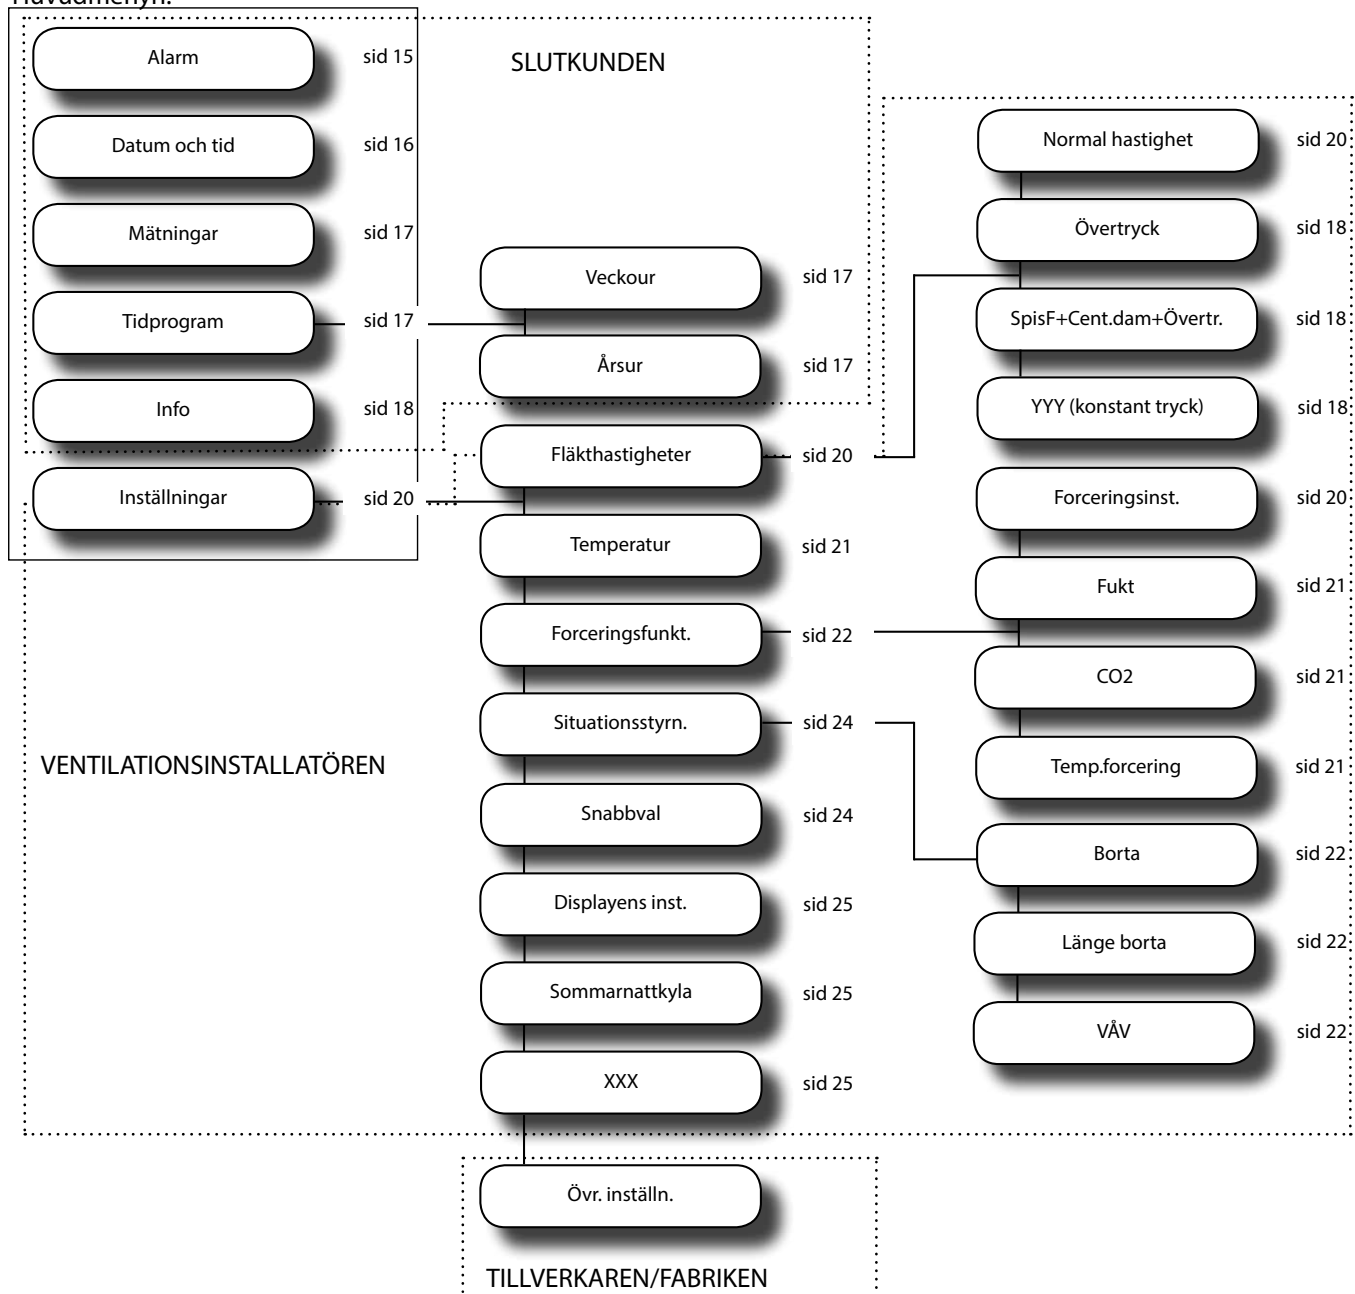 Huvudmenyn:
SLUTKUNDEN
Alarm sid 15
Datum och tid sid 16
Mätningar sid 17
Tidprogram sid 17
Info sid 18
Inställningar sid 20
Veckour sid 17
Årsur sid 17
Fläkthastigheter sid 20
Temperatur sid 21
Forceringsfunkt. sid 22
Situationsstyrn. sid 24
Snabbval sid 24
Displayens inst. sid 25
Sommarnattkyla sid 25
XXX sid 25
Övr. inställn.
Normal hastighet sid 20
Övertryck sid 18
SpisF+Cent.dam+Övertr. sid 18
YYY (konstant tryck) sid 18
Forceringsinst. sid 20
Fukt sid 21
CO2 sid 21
Temp.forcering sid 21
Borta sid 22
Länge borta sid 22
VÅV sid 22
VENTILATIONSINSTALLATÖREN
TILLVERKAREN/FABRIKEN